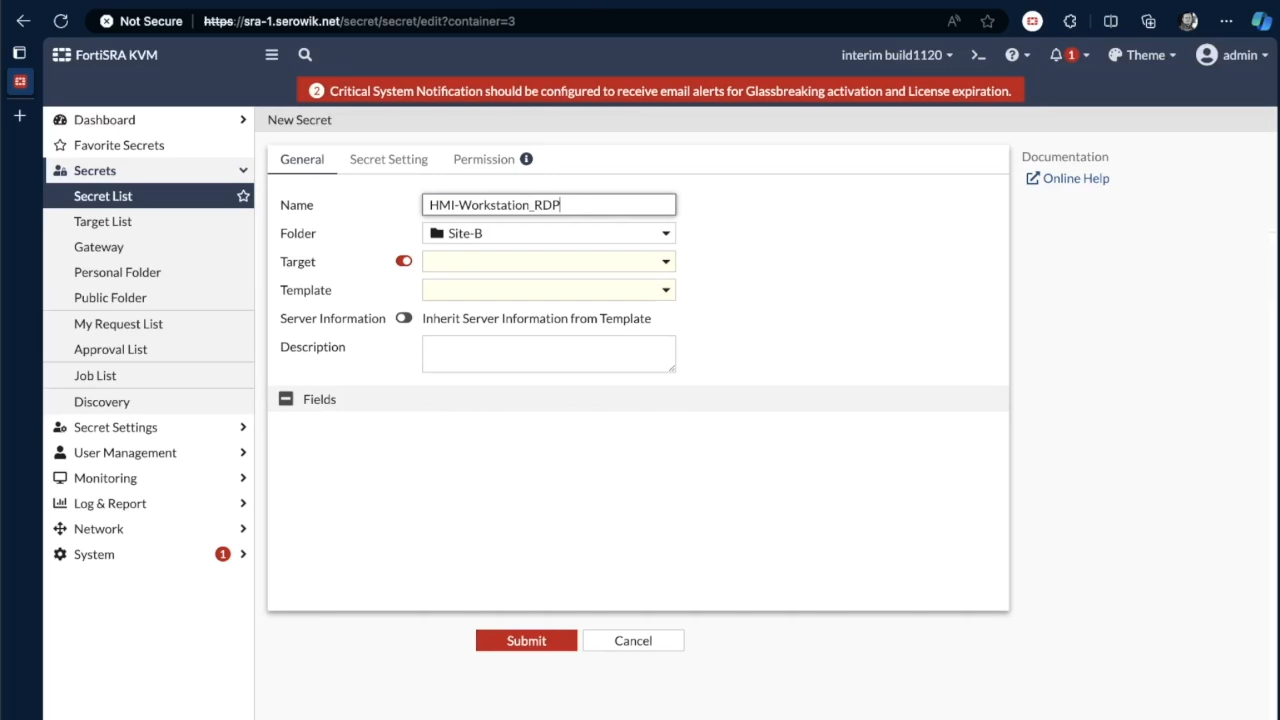 Not Secure https://sra-1.serowik.net/secret/secret/edit?container=3
FortiSRA KVM
interim build1120
1
Theme
admin
2 Critical System Notification should be configured to receive email alerts for Glassbreaking activation and License expiration.
Dashboard
Favorite Secrets
Secrets
Secret List
Target List
Gateway
Personal Folder
Public Folder
My Request List
Approval List
Job List
Discovery
Secret Settings
User Management
Monitoring
Log & Report
Network
System 1
New Secret
General Secret Setting Permission
Name HMI-Workstation_RDP
Folder Site-B
Target
Template
Server Information Inherit Server Information from Template
Description
Fields
Submit Cancel
Documentation
Online Help